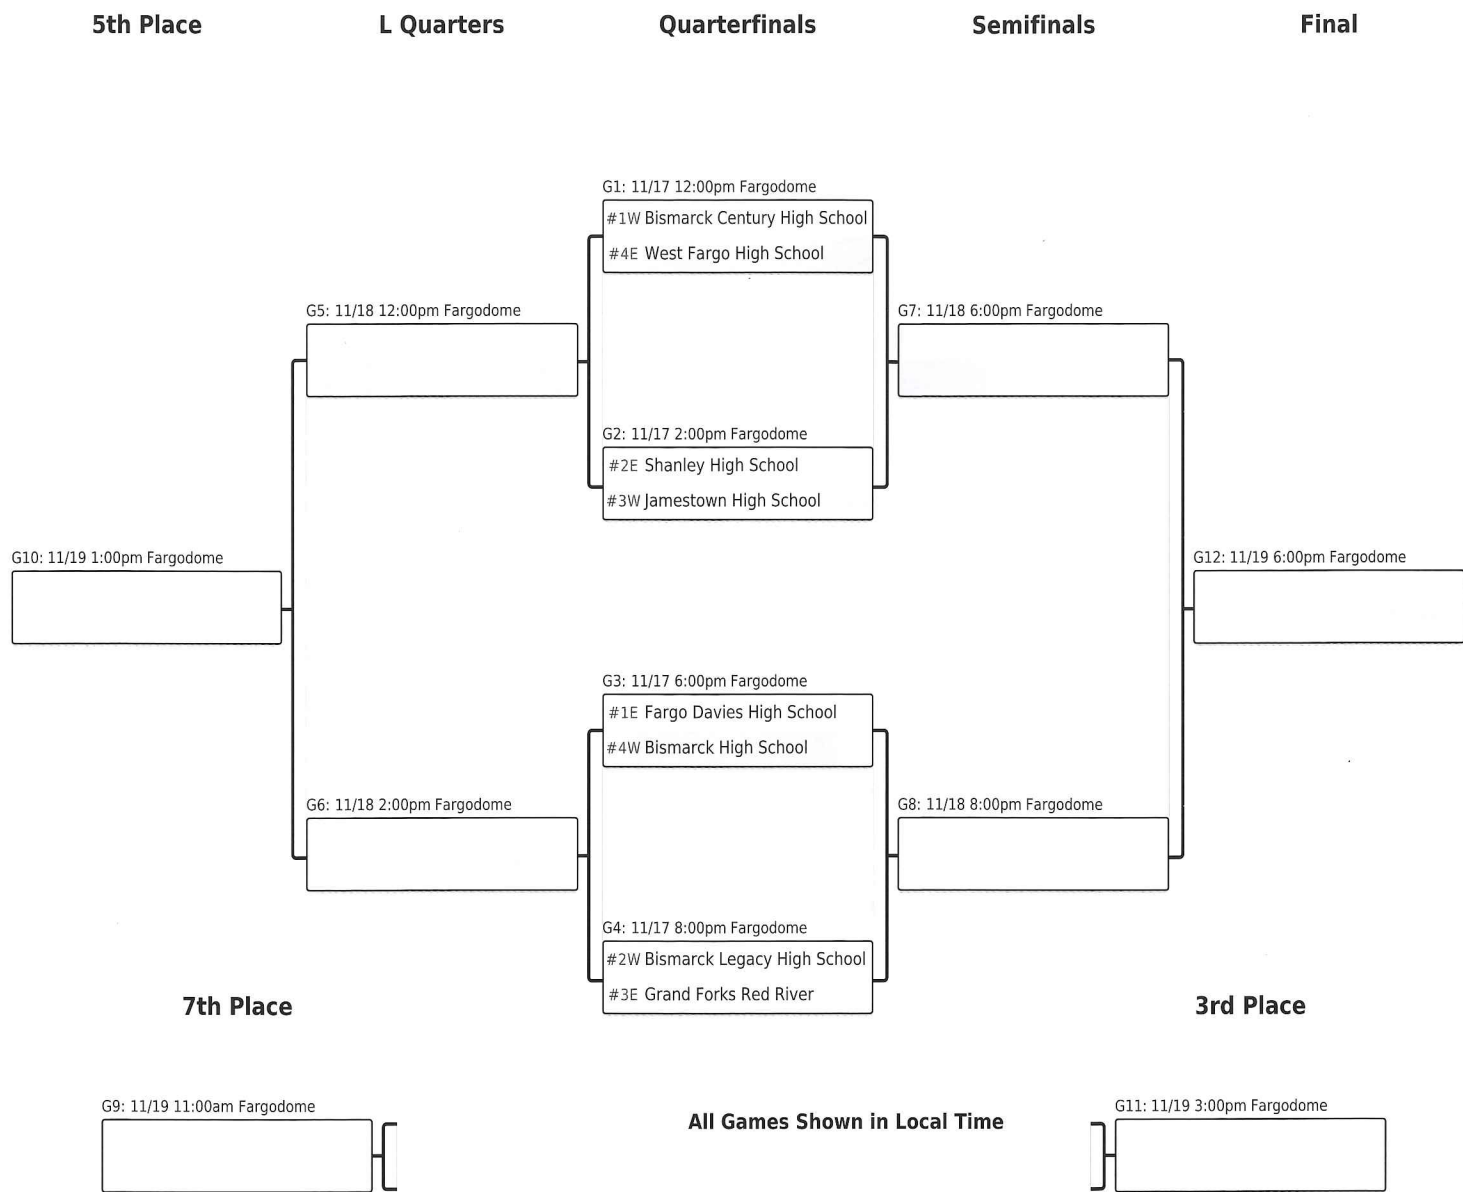 5th Place
L Quarters
Quarterfinals
Semifinals
Final
G1: 11/17 12:00pm Fargodome
#1W Bismarck Century High School
#4E West Fargo High School
G5: 11/18 12:00pm Fargodome
G7: 11/18 6:00pm Fargodome
G2: 11/17 2:00pm Fargodome
#2E Shanley High School
#3W Jamestown High School
G10: 11/19 1:00pm Fargodome
G12: 11/19 6:00pm Fargodome
G3: 11/17 6:00pm Fargodome
#1E Fargo Davies High School
#4W Bismarck High School
G6: 11/18 2:00pm Fargodome
G8: 11/18 8:00pm Fargodome
G4: 11/17 8:00pm Fargodome
#2W Bismarck Legacy High School
#3E Grand Forks Red River
7th Place
3rd Place
G9: 11/19 11:00am Fargodome
All Games Shown in Local Time
G11: 11/19 3:00pm Fargodome